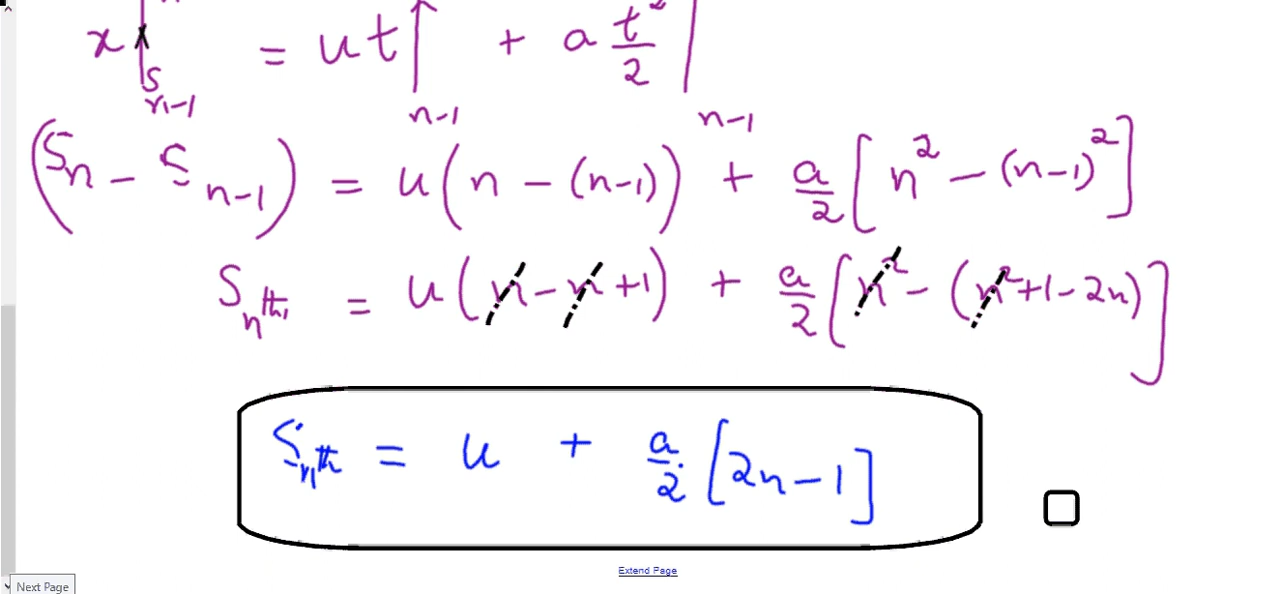 x|_{S_{n-1}} = ut|_{n-1} + a t²/2 |_{n-1}
(S_n - S_{n-1}) = u(n - (n-1)) + a/2 [n² - (n-1)²]
S_{nth} = u(n - n + 1) + a/2 [n² - (n² + 1 - 2n)]
S_{nth} = u + a/2 [2n - 1]
Extend Page
Next Page